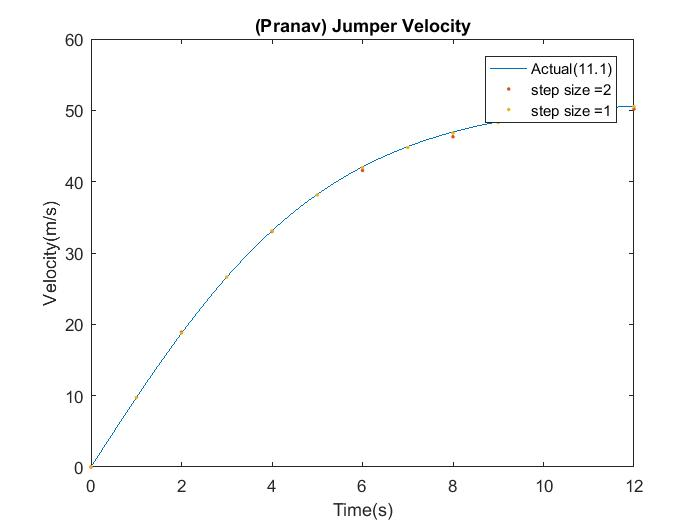 (Pranav) Jumper Velocity
60
50
40
30
20
10
0
Velocity(m/s)
Actual(11.1)
step size =2
step size =1
0 2 4 6 8 10 12
Time(s)